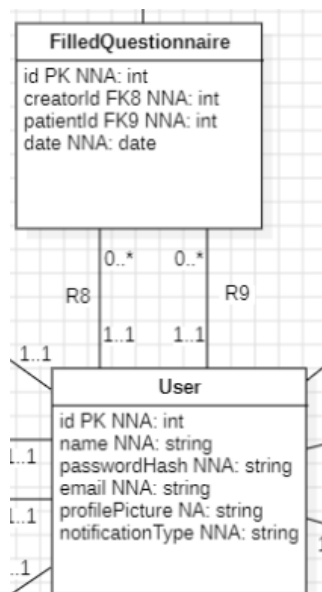 FilledQuestionnaire
id PK NNA: int
creatorId FK8 NNA: int
patientId FK9 NNA: int
date NNA: date
0..* 0..*
R8 R9
1..1 1..1
1..1
User
id PK NNA: int
name NNA: string
passwordHash NNA: string
email NNA: string
profilePicture NA: string
notificationType NNA: string
1..1
1..1
..1
1